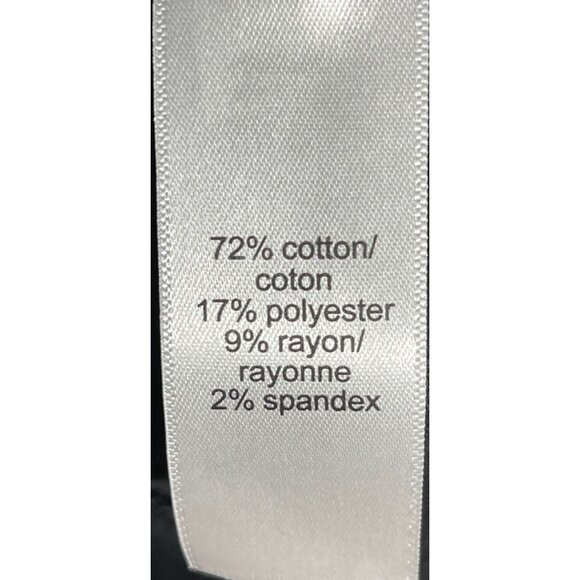 72% cotton/
coton
17% polyester
9% rayon/
rayonne
2% spandex